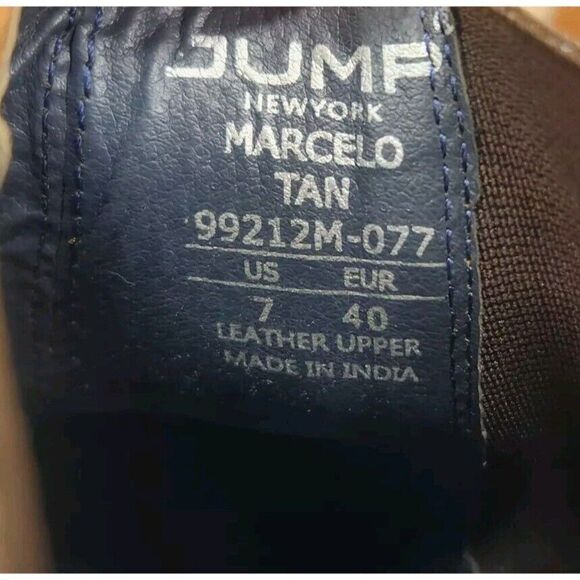 JUMP
NEWYORK
MARCELO
TAN
99212M-077
US EUR
7 40
LEATHER UPPER
MADE IN INDIA